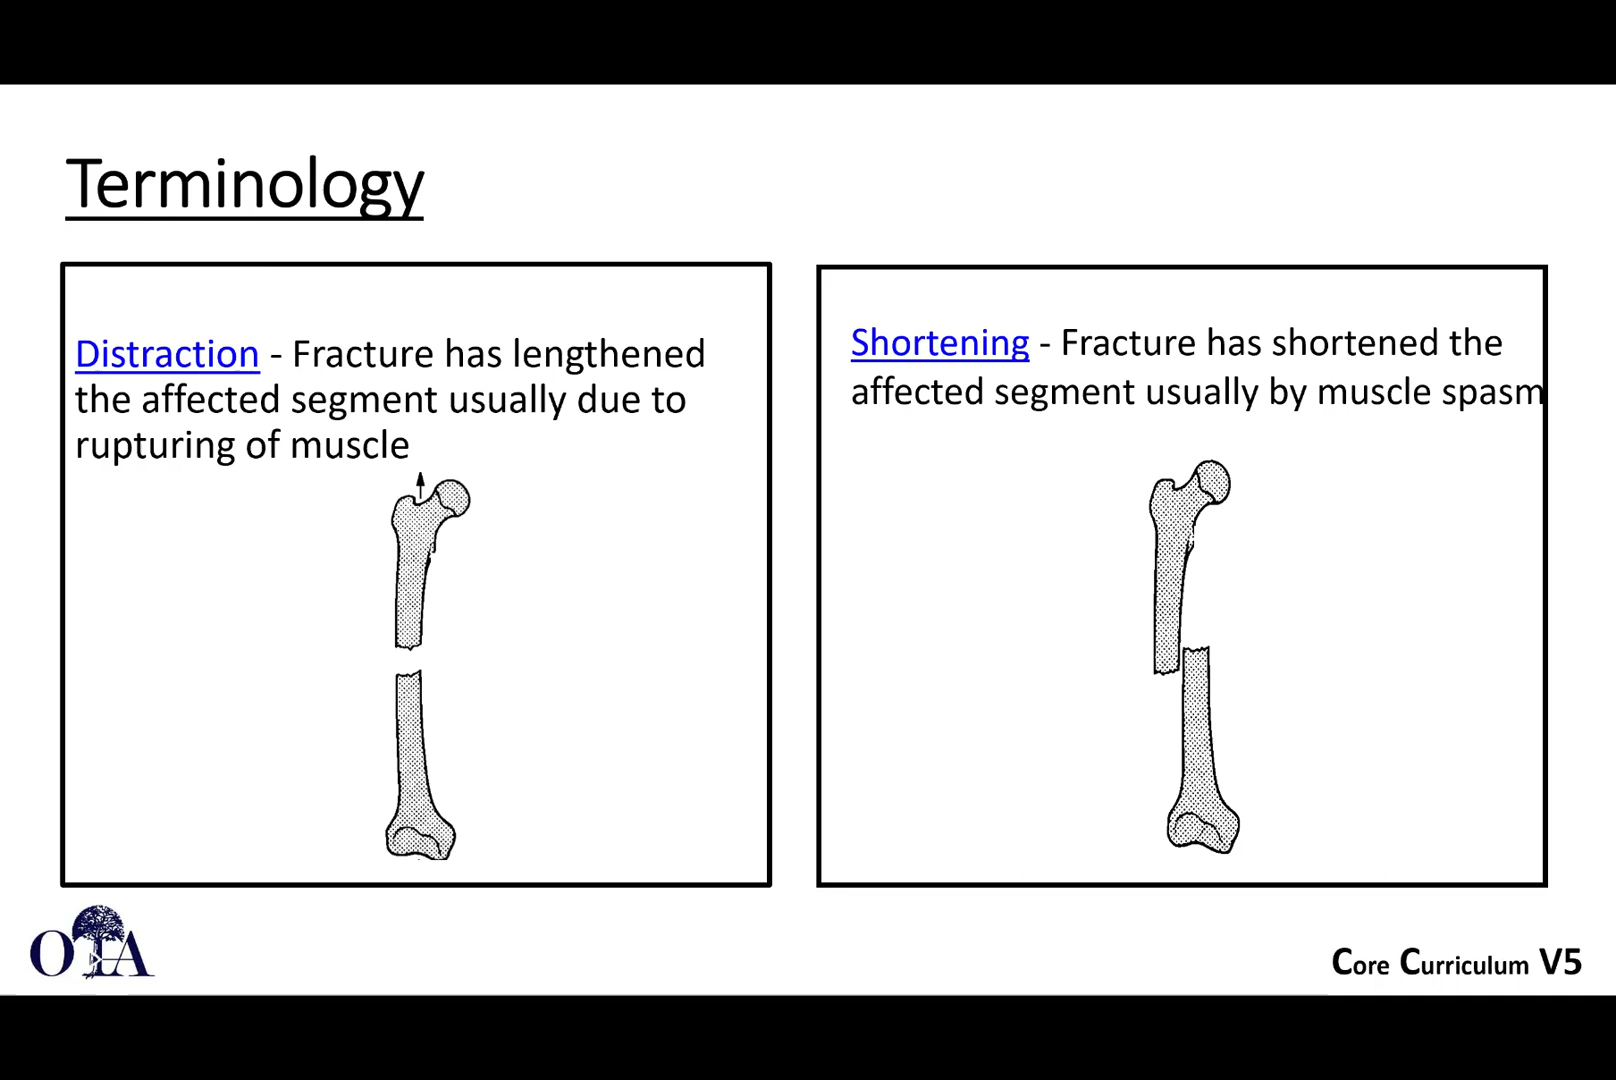 Terminology
Distraction - Fracture has lengthened
the affected segment usually due to
rupturing of muscle
Shortening - Fracture has shortened the
affected segment usually by muscle spasm
OTA
Core Curriculum V5